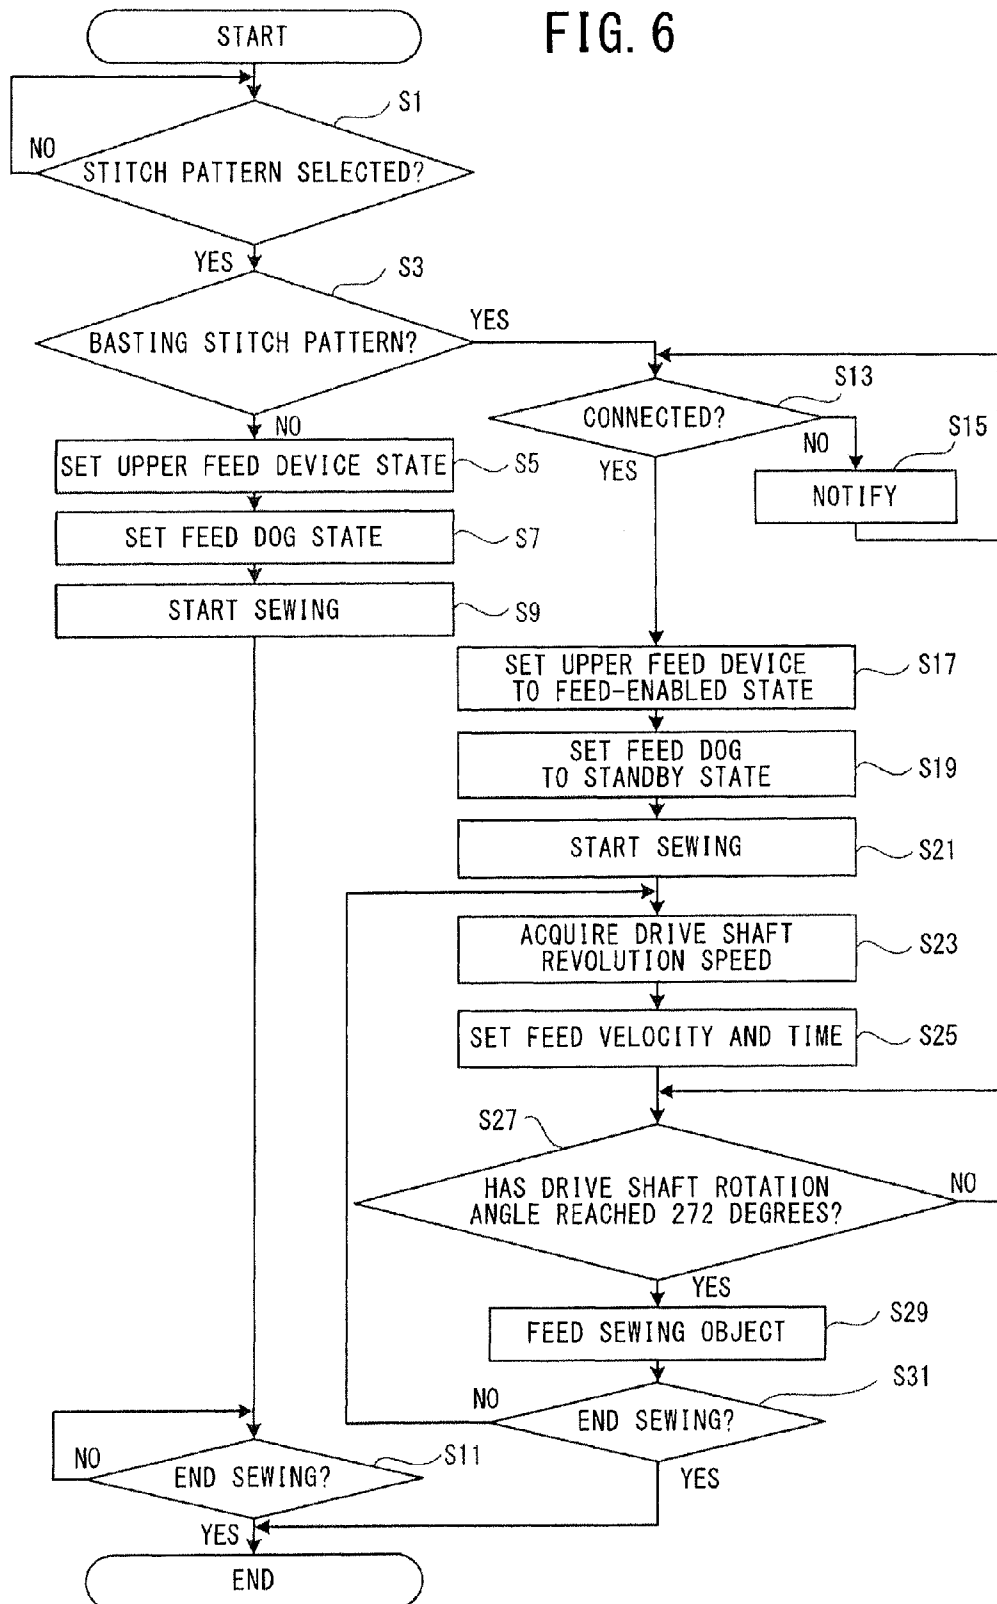 FIG. 6
START
S1
NO
STITCH PATTERN SELECTED?
YES
S3
BASTING STITCH PATTERN?
YES
NO
SET UPPER FEED DEVICE STATE
S5
SET FEED DOG STATE
S7
START SEWING
S9
S13
CONNECTED?
NO
S15
YES
NOTIFY
SET UPPER FEED DEVICE
TO FEED-ENABLED STATE
S17
SET FEED DOG
TO STANDBY STATE
S19
START SEWING
S21
ACQUIRE DRIVE SHAFT
REVOLUTION SPEED
S23
SET FEED VELOCITY AND TIME
S25
S27
HAS DRIVE SHAFT ROTATION
ANGLE REACHED 272 DEGREES?
NO
YES
FEED SEWING OBJECT
S29
S31
NO
END SEWING?
YES
NO
END SEWING?
S11
YES
END